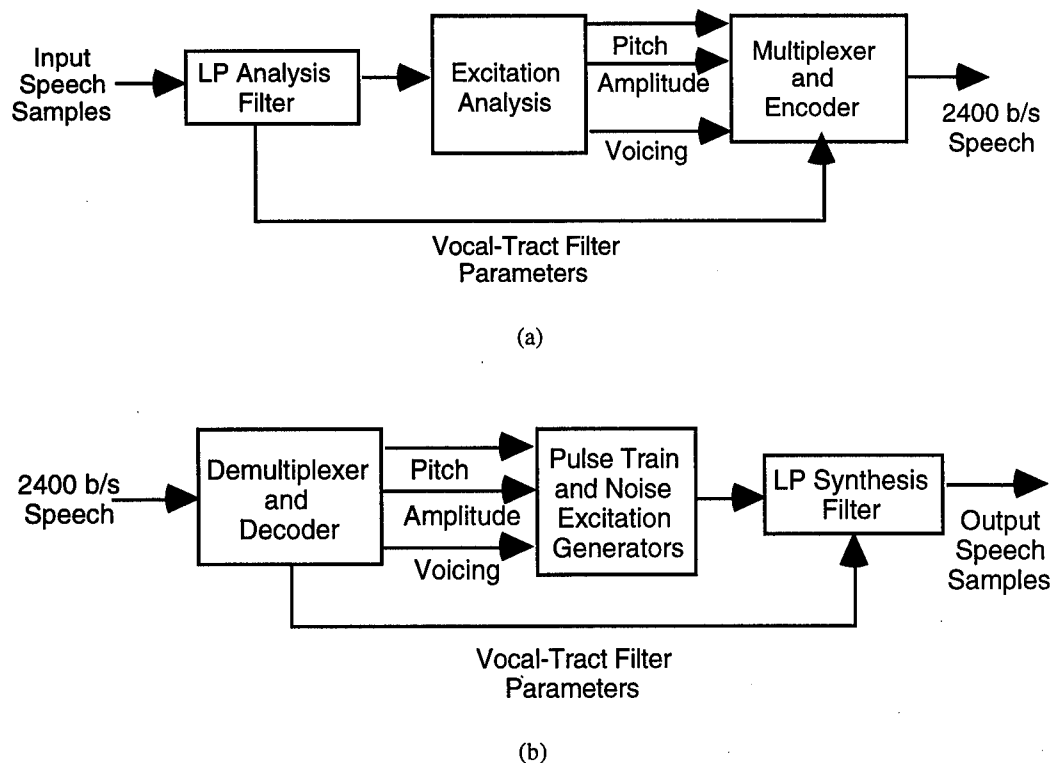 Input
Speech
Samples
LP Analysis
Filter
Excitation
Analysis
Pitch
Amplitude
Voicing
Multiplexer
and
Encoder
2400 b/s
Speech
Vocal-Tract Filter
Parameters
(a)
2400 b/s
Speech
Demultiplexer
and
Decoder
Pitch
Amplitude
Voicing
Pulse Train
and Noise
Excitation
Generators
LP Synthesis
Filter
Output
Speech
Samples
Vocal-Tract Filter
Parameters
(b)